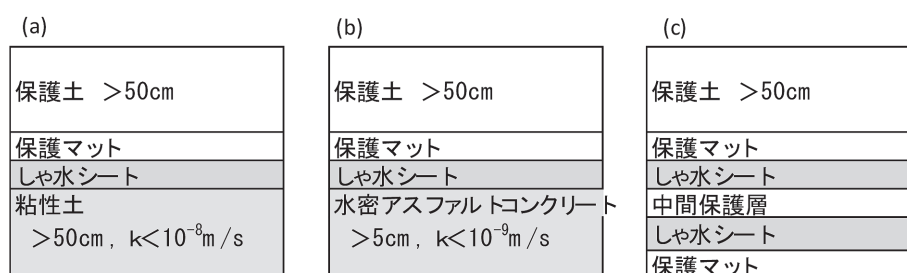 (a)
保護土 ＞50cm
保護マット
しゃ水シート
粘性土
＞50cm , k<10⁻⁸m/s
(b)
保護土 ＞50cm
保護マット
しゃ水シート
水密アスファルトコンクリート
＞5cm , k<10⁻⁹m/s
(c)
保護土 ＞50cm
保護マット
しゃ水シート
中間保護層
しゃ水シート
保護マット